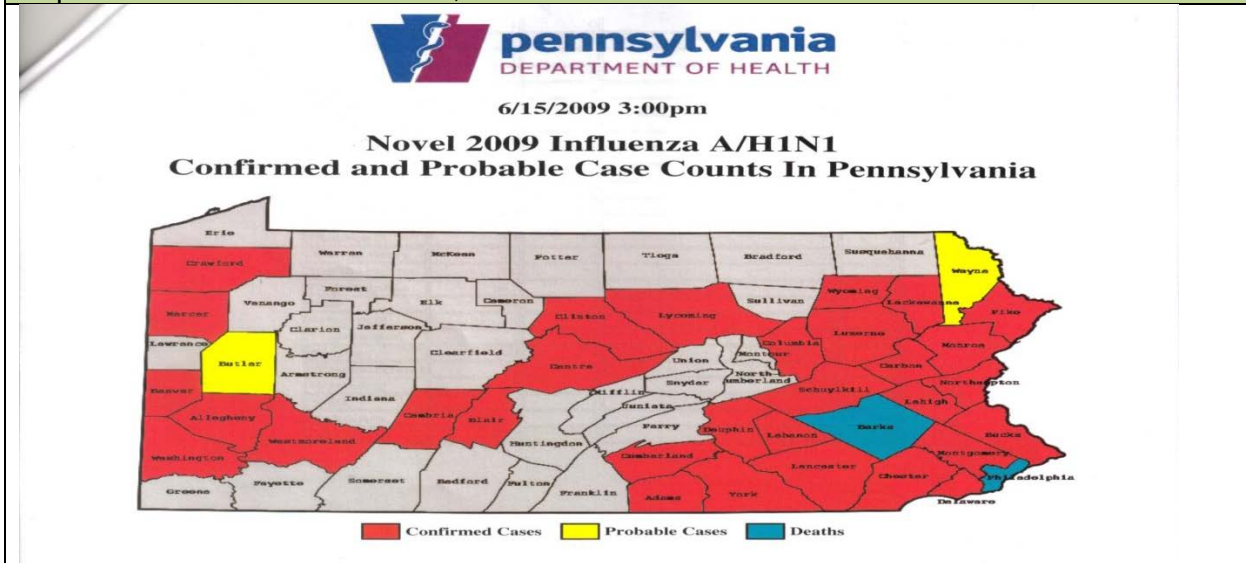 pennsylvania
DEPARTMENT OF HEALTH
6/15/2009 3:00pm
Novel 2009 Influenza A/H1N1
Confirmed and Probable Case Counts In Pennsylvania
Erie
Crawford
Warren
McKean
Potter
Tioga
Bradford
Susquehanna
Wayne
Mercer
Venango
Forest
Elk
Cameron
Clinton
Lycoming
Sullivan
Wyoming
Lackawanna
Pike
Lawrence
Butler
Clarion
Jefferson
Clearfield
Centre
Union
Montour
Columbia
Luzerne
Monroe
Beaver
Armstrong
Indiana
Snyder
North-
umberland
Carbon
Northampton
Allegheny
Westmoreland
Cambria
Blair
Mifflin
Juniata
Perry
Schuylkill
Lehigh
Huntingdon
Dauphin
Lebanon
Berks
Bucks
Montgomery
Washington
Cumberland
Lancaster
Chester
Philadelphia
Greene
Fayette
Somerset
Bedford
Fulton
Franklin
Adams
York
Delaware
Confirmed Cases
Probable Cases
Deaths